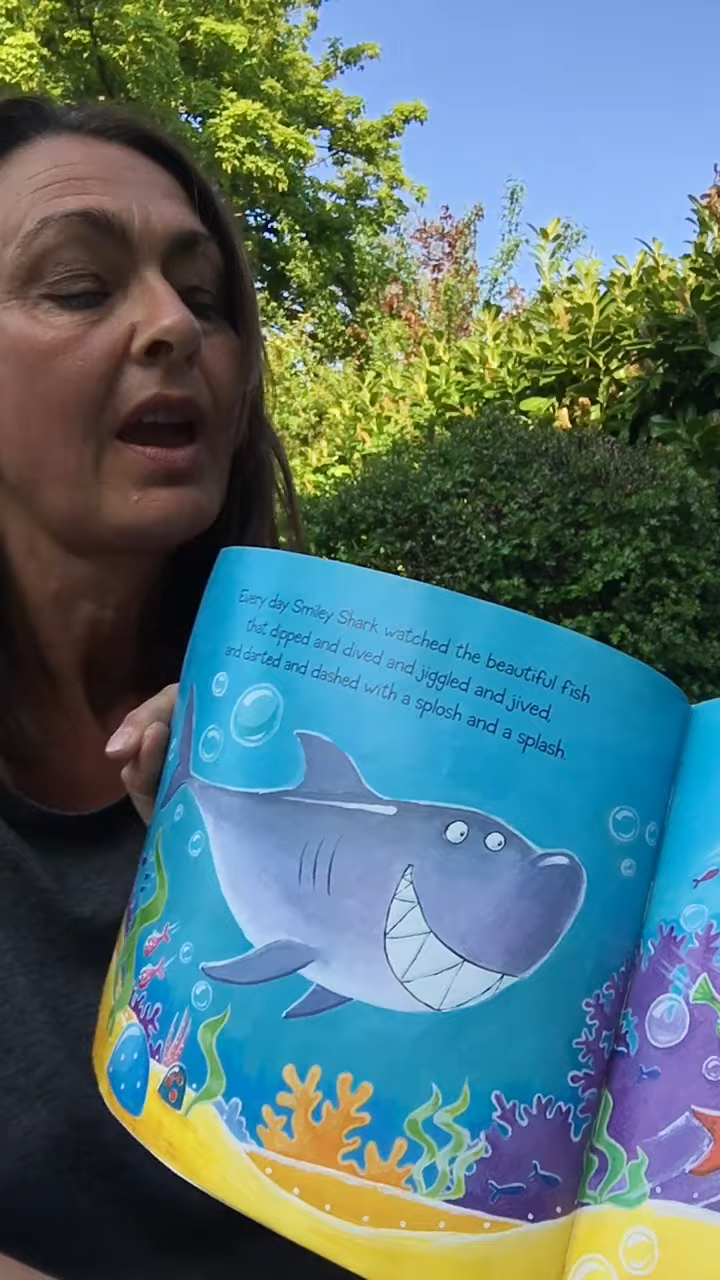 Every day Smiley Shark watched the beautiful fish
that dipped and dived and jiggled and jived,
and darted and dashed with a splosh and a splash.